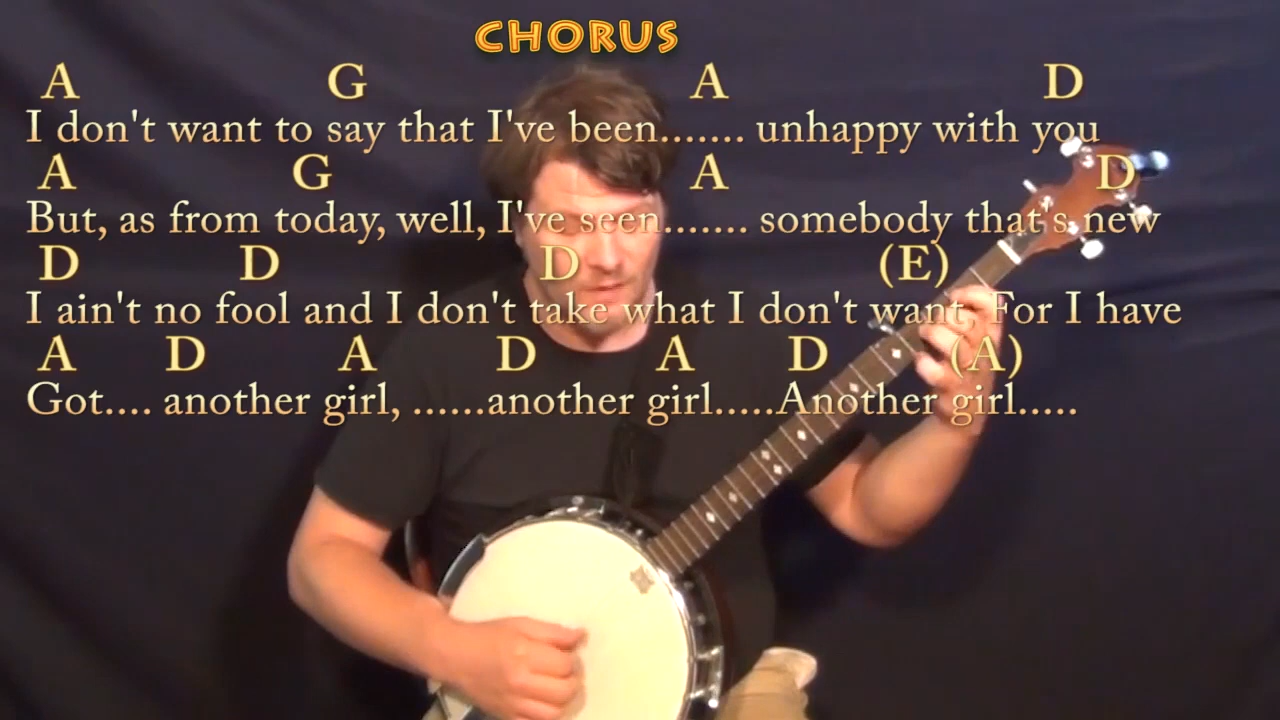 CHORUS
A G A D
I don't want to say that I've been....... unhappy with you
A G A D
But, as from today, well, I've seen....... somebody that's new
D D D (E)
I ain't no fool and I don't take what I don't want, For I have
A D A D A D (A)
Got.... another girl, ......another girl.....Another girl.....